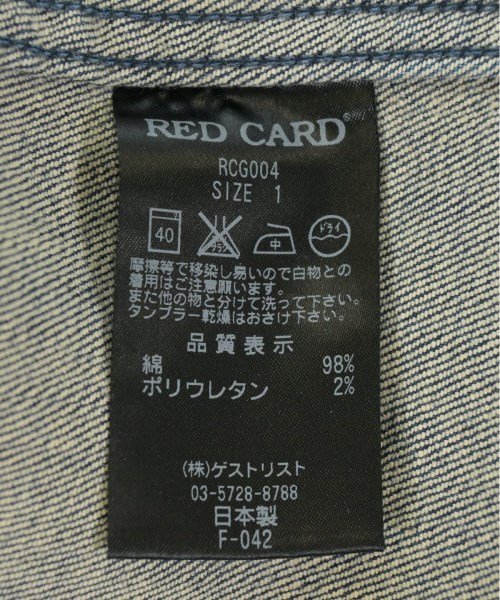 RED CARD®
RCG004
SIZE 1
40 中 ドライ
摩擦等で移染し易いので白物との
着用はご注意願います。
また他の物と分けて洗って下さい。
タンブラー乾燥はおさけ下さい。
品質表示
綿 98%
ポリウレタン 2%
(株)ゲストリスト
03-5728-8788
日本製
F-042